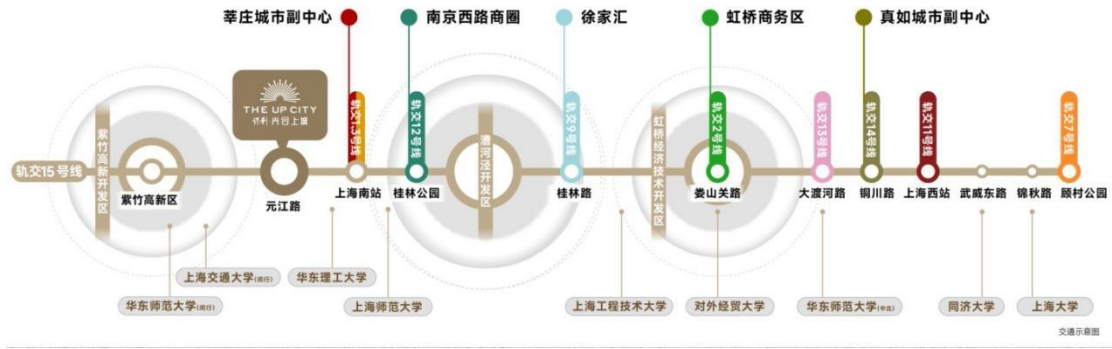 莘庄城市副中心
南京西路商圈
徐家汇
虹桥商务区
真如城市副中心
THE UP CITY
轨交1.3号线
轨交12号线
轨交9号线
轨交2号线
轨交13号线
轨交14号线
轨交11号线
轨交7号线
轨交15号线
紫竹高新开发区
漕河泾开发区
虹桥经济技术开发区
紫竹高新区
元江路
上海南站
桂林公园
桂林路
娄山关路
大渡河路
铜川路
上海西站
武威东路
锦秋路
顾村公园
上海交通大学(闵行)
华东理工大学
华东师范大学(闵行)
上海师范大学
上海工程技术大学
对外经贸大学
华东师范大学(中北)
同济大学
上海大学
交通示意图